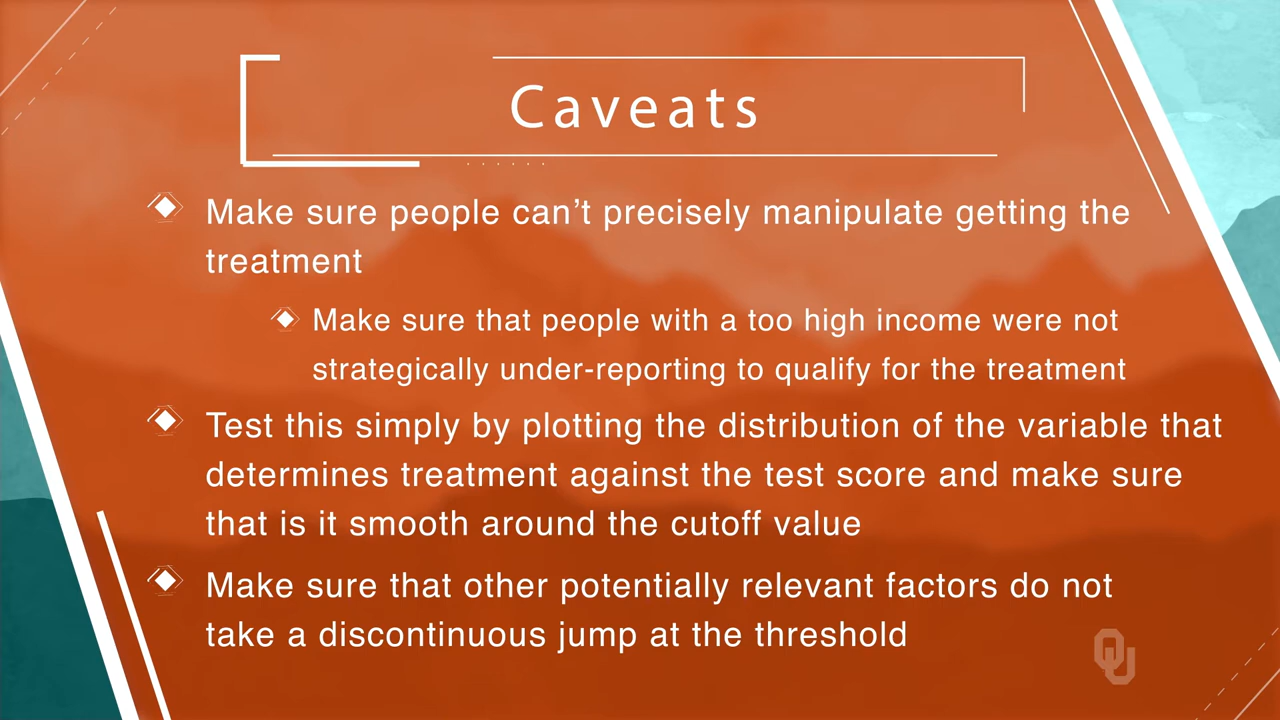 Caveats
Make sure people can’t precisely manipulate getting the
treatment
Make sure that people with a too high income were not
strategically under-reporting to qualify for the treatment
Test this simply by plotting the distribution of the variable that
determines treatment against the test score and make sure
that is it smooth around the cutoff value
Make sure that other potentially relevant factors do not
take a discontinuous jump at the threshold
OU